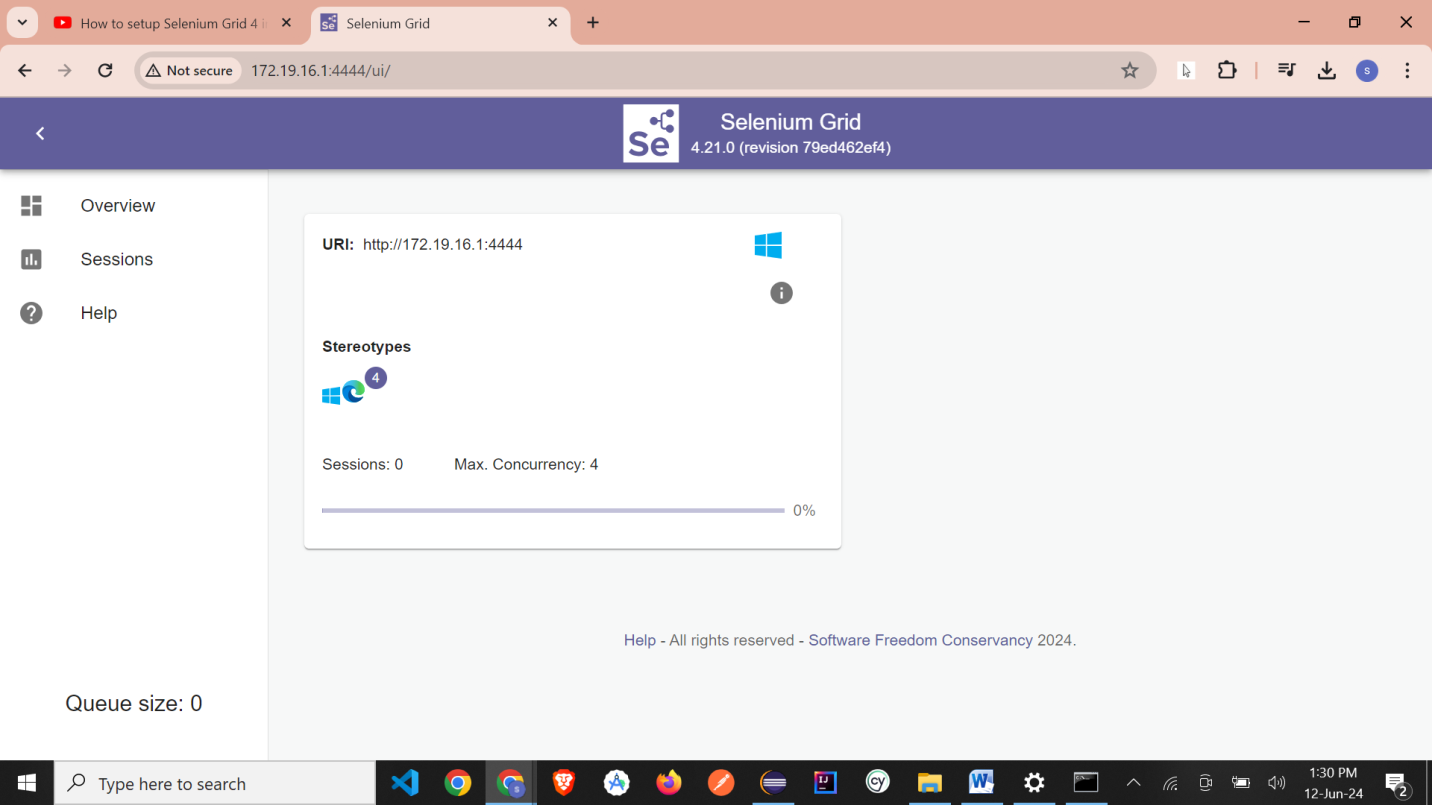 How to setup Selenium Grid 4 i
Selenium Grid
Not secure
172.19.16.1:4444/ui/
S
Se
Selenium Grid
4.21.0 (revision 79ed462ef4)
Overview
Sessions
Help
URI: http://172.19.16.1:4444
Stereotypes
4
Sessions: 0 Max. Concurrency: 4
0%
Help - All rights reserved - Software Freedom Conservancy 2024.
Queue size: 0
Type here to search
1:30 PM
12-Jun-24
2